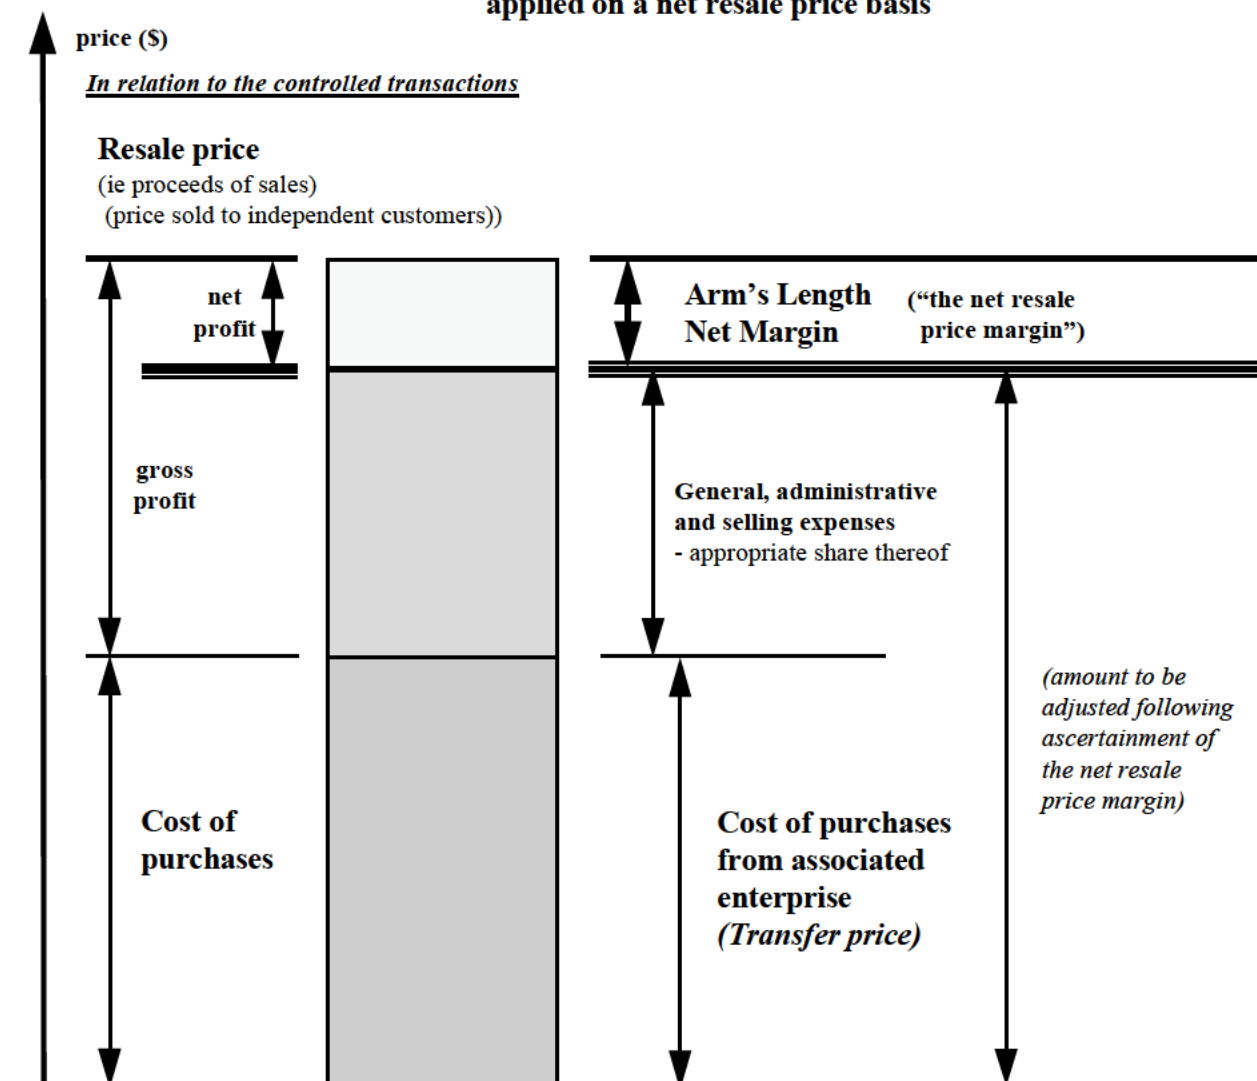 applied on a net resale price basis
price ($)
In relation to the controlled transactions
Resale price
(ie proceeds of sales)
(price sold to independent customers))
net
profit
Arm’s Length
Net Margin
(“the net resale
price margin”)
gross
profit
General, administrative
and selling expenses
- appropriate share thereof
(amount to be
adjusted following
ascertainment of
the net resale
price margin)
Cost of
purchases
Cost of purchases
from associated
enterprise
(Transfer price)